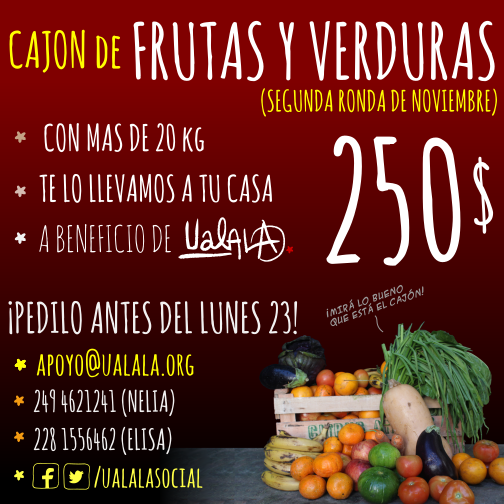 CAJON DE FRUTAS Y VERDURAS
(SEGUNDA RONDA DE NOVIEMBRE)
* CON MAS DE 20 KG
* TE LO LLEVAMOS A TU CASA
* A BENEFICIO DE UalALA
250$
¡PEDILO ANTES DEL LUNES 23!
¡MIRÁ LO BUENO
QUE ESTÁ EL CAJÓN!
* APOYO@UALALA.ORG
* 249 4621241 (NELIA)
* 228 1556462 (ELISA)
* /UALALASOCIAL